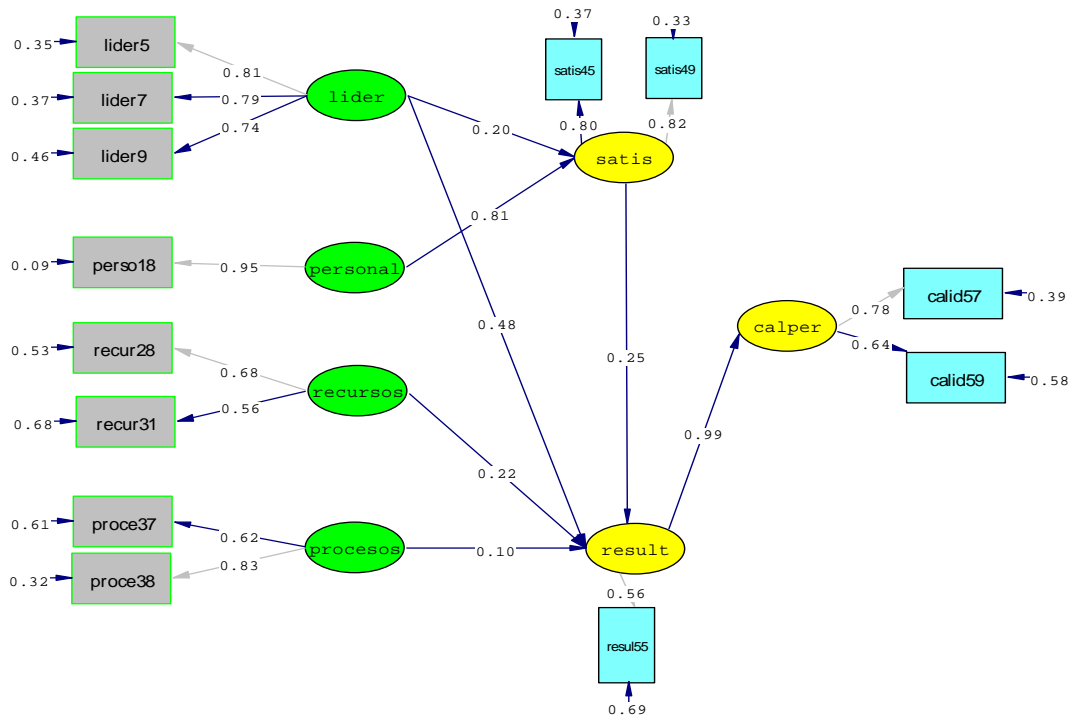 0.35
lider5
0.81
0.37
lider7
0.79
0.46
lider9
0.74
lider
0.20
0.37
satis45
0.80
0.33
satis49
0.82
satis
0.09
perso18
0.95
personal
0.81
0.48
0.25
0.53
recur28
0.68
0.68
recur31
0.56
recursos
0.22
0.61
proce37
0.62
0.32
proce38
0.83
procesos
0.10
result
0.56
resul55
0.69
0.99
calper
0.78
calid57
0.39
0.64
calid59
0.58